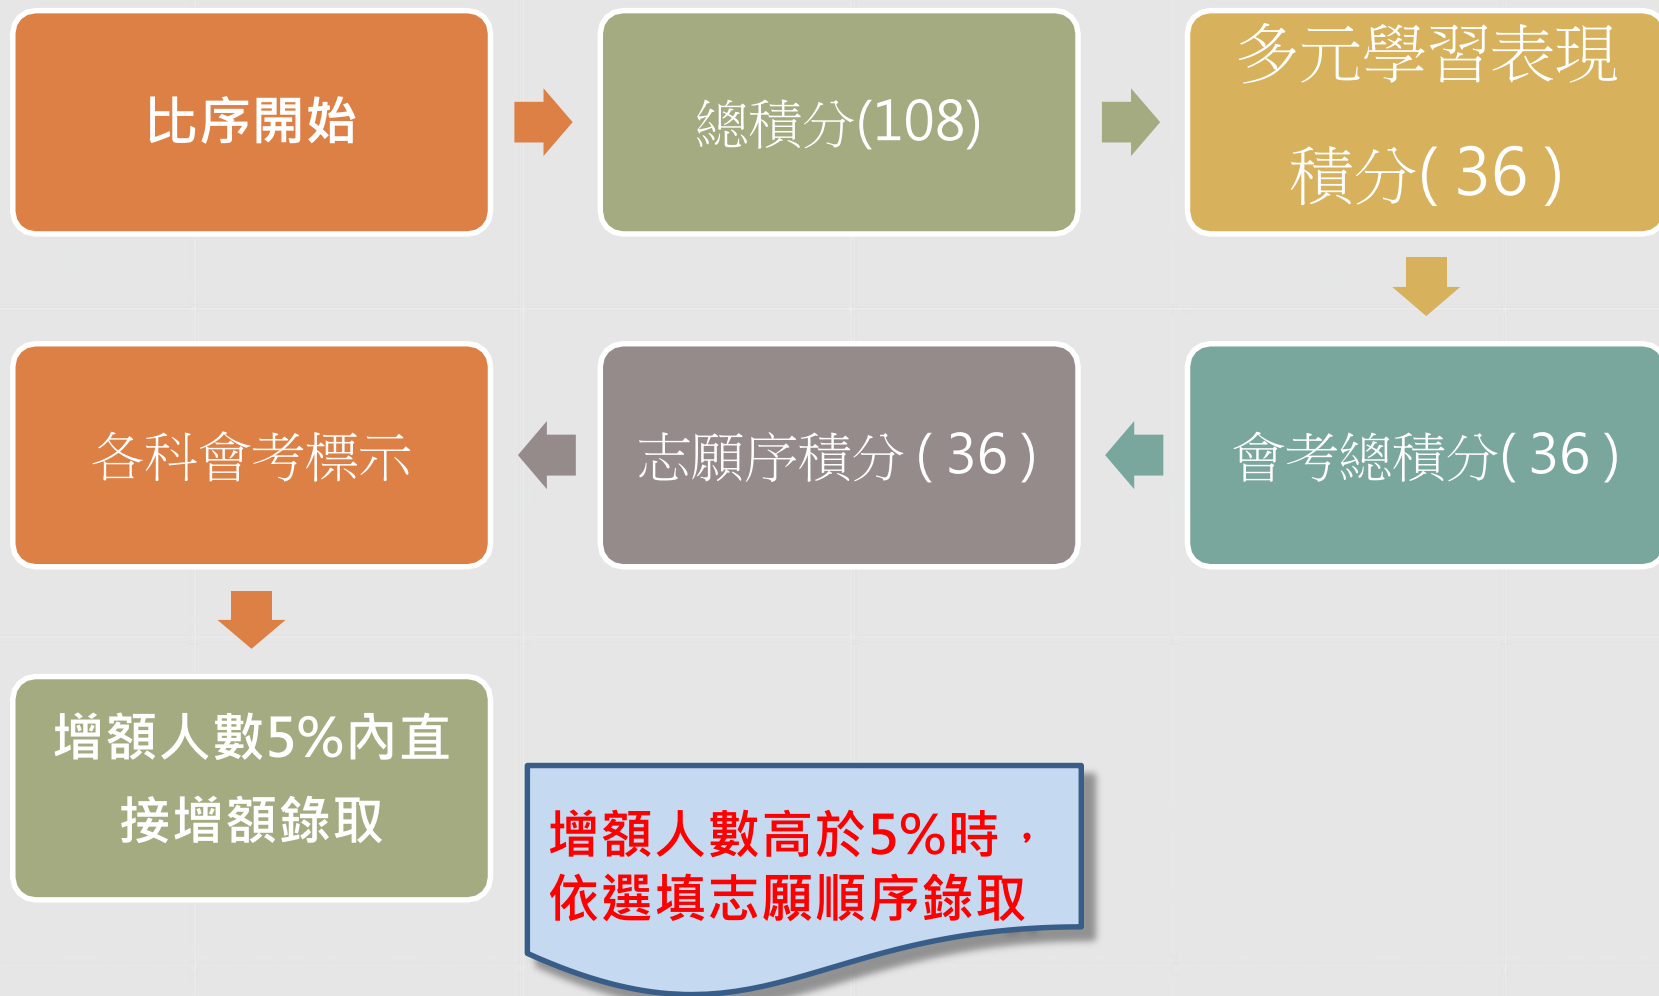 比序開始
總積分(108)
多元學習表現
積分( 36 )
會考總積分( 36 )
志願序積分 ( 36 )
各科會考標示
增額人數5%內直
接增額錄取
增額人數高於5%時，
依選填志願順序錄取